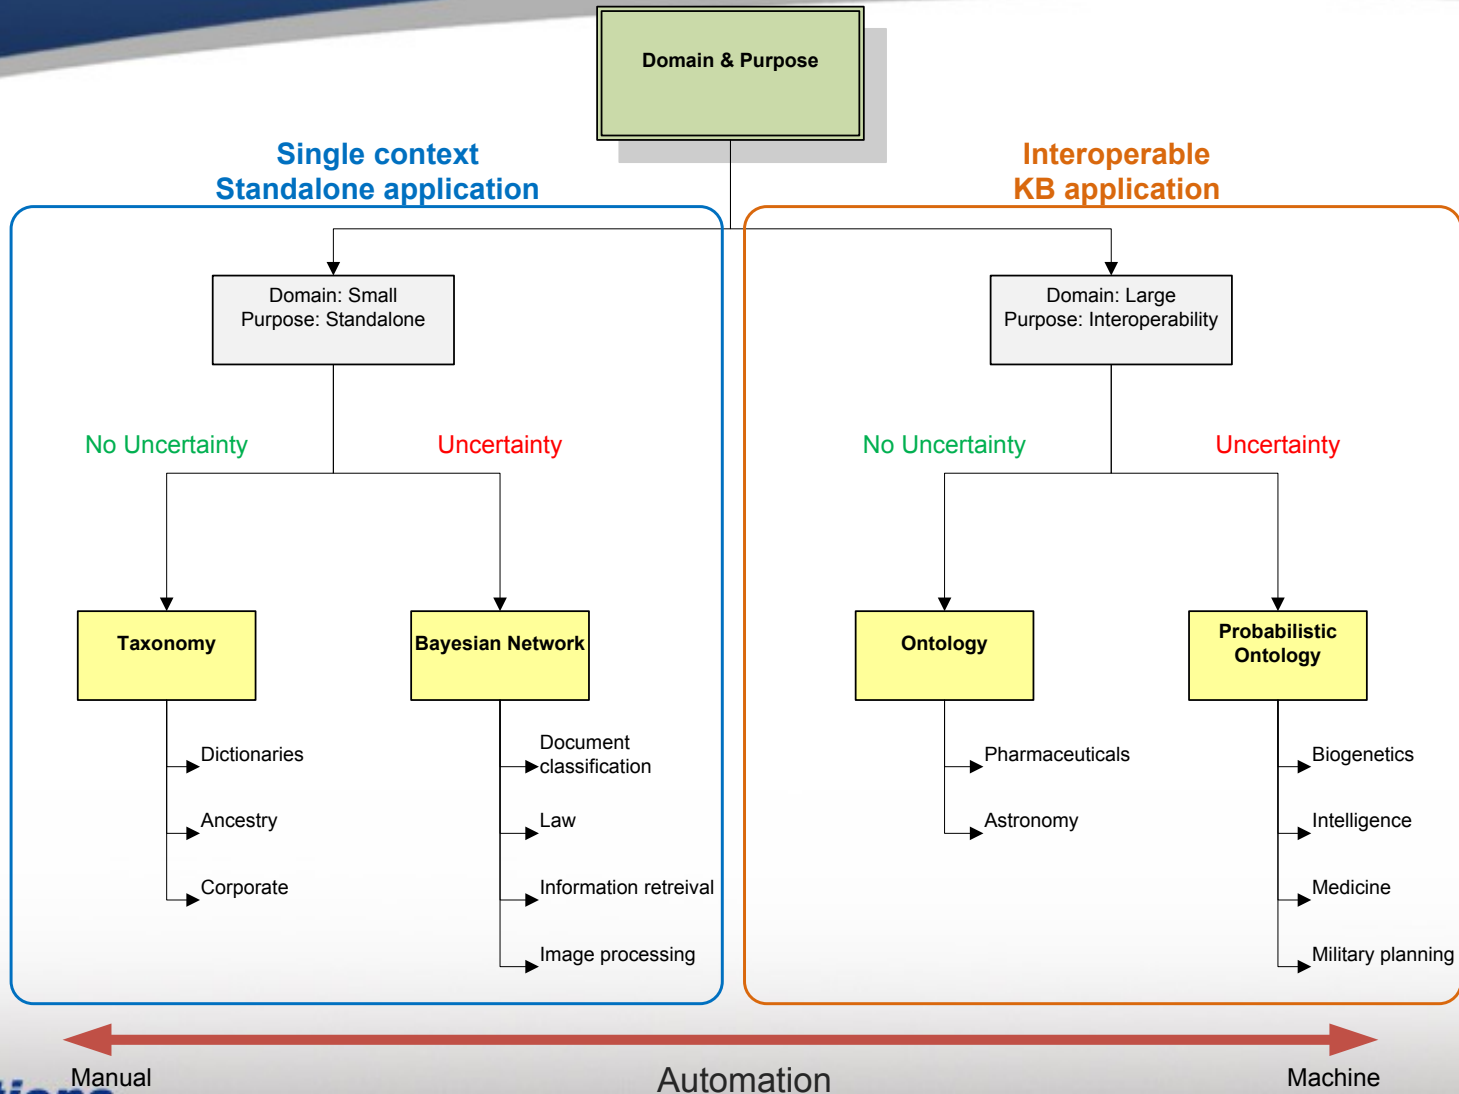 Domain & Purpose
Single context
Standalone application
Interoperable
KB application
Domain: Small
Purpose: Standalone
Domain: Large
Purpose: Interoperability
No Uncertainty
Uncertainty
No Uncertainty
Uncertainty
Taxonomy
Bayesian Network
Ontology
Probabilistic
Ontology
Dictionaries
Ancestry
Corporate
Document
classification
Law
Information retreival
Image processing
Pharmaceuticals
Astronomy
Biogenetics
Intelligence
Medicine
Military planning
Manual
Automation
Machine